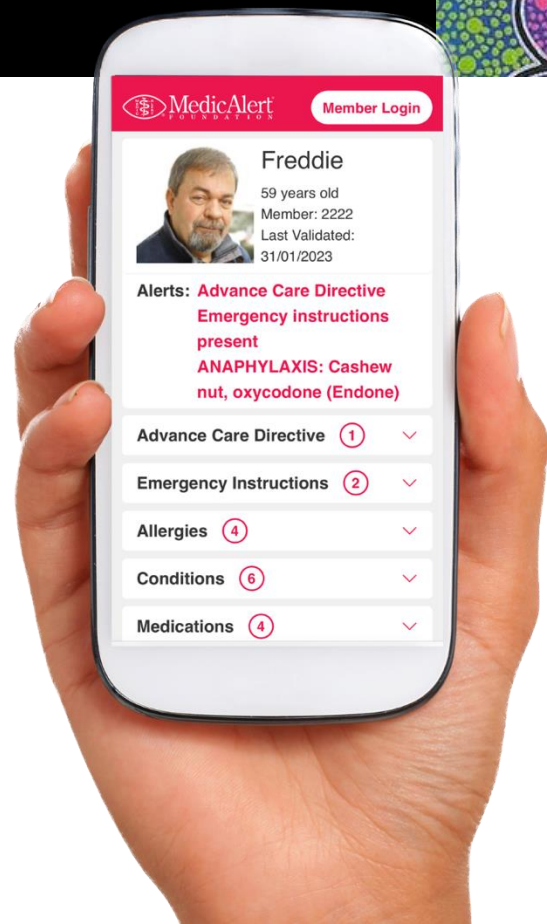 MedicAlert
FOUNDATION
Member Login
Freddie
59 years old
Member: 2222
Last Validated:
31/01/2023
Alerts: Advance Care Directive
Emergency instructions
present
ANAPHYLAXIS: Cashew
nut, oxycodone (Endone)
Advance Care Directive 1
Emergency Instructions 2
Allergies 4
Conditions 6
Medications 4